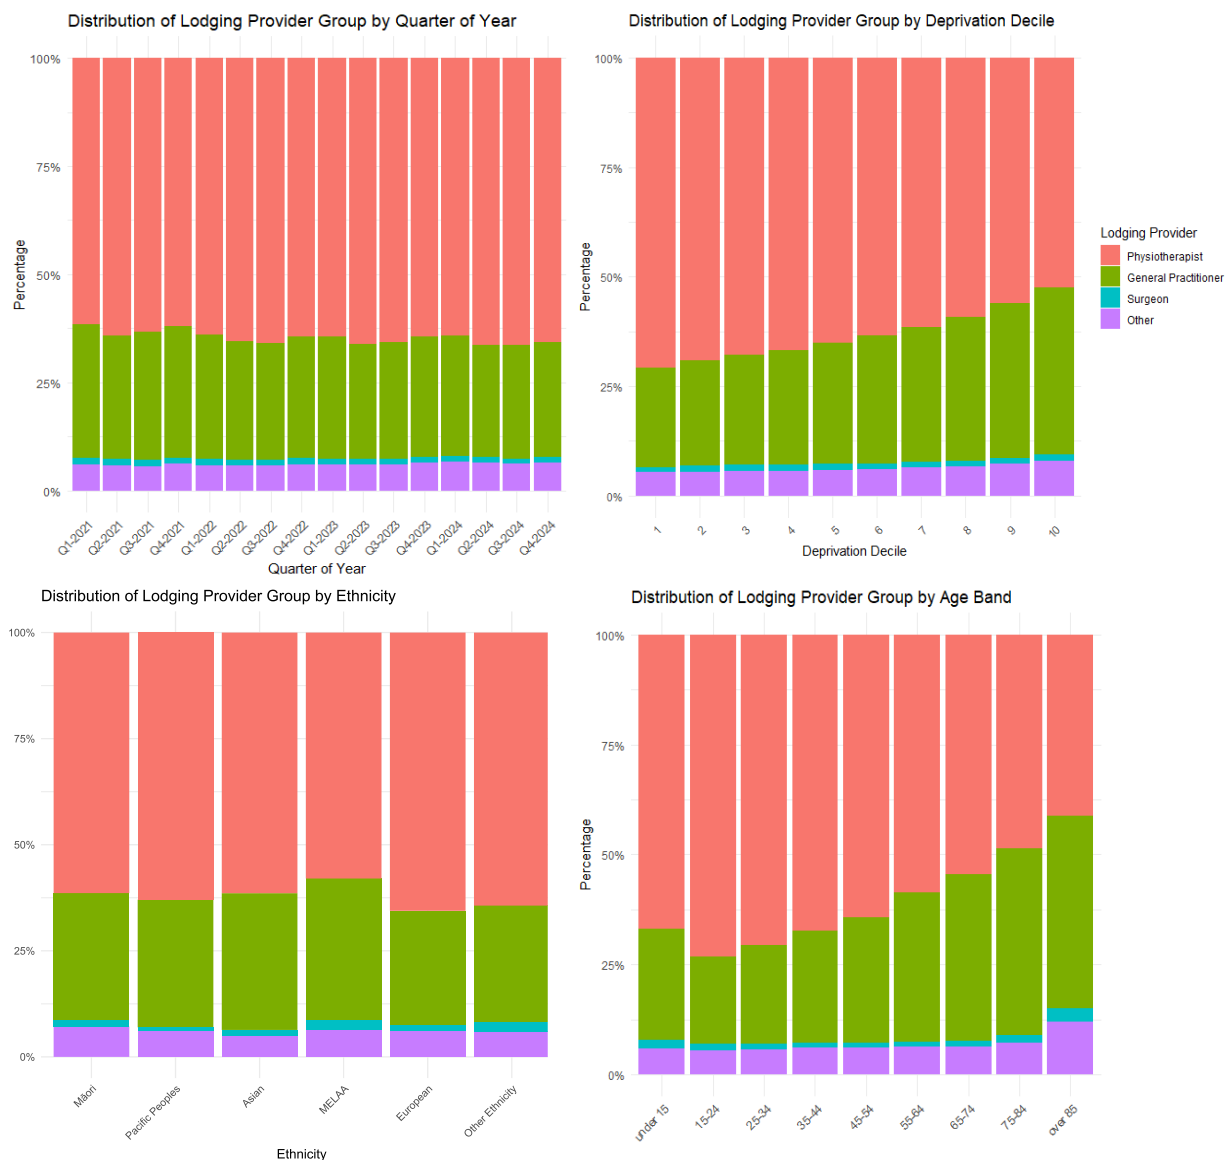 Distribution of Lodging Provider Group by Quarter of Year
Percentage
100%
75%
50%
25%
0%
Q1-2021
Q2-2021
Q3-2021
Q4-2021
Q1-2022
Q2-2022
Q3-2022
Q4-2022
Q1-2023
Q2-2023
Q3-2023
Q4-2023
Q1-2024
Q2-2024
Q3-2024
Q4-2024
Quarter of Year
Distribution of Lodging Provider Group by Deprivation Decile
Percentage
100%
75%
50%
25%
0%
1
2
3
4
5
6
7
8
9
10
Deprivation Decile
Lodging Provider
Physiotherapist
General Practitioner
Surgeon
Other
Distribution of Lodging Provider Group by Ethnicity
100%
75%
50%
25%
0%
Māori
Pacific Peoples
Asian
MELAA
European
Other Ethnicity
Ethnicity
Distribution of Lodging Provider Group by Age Band
Percentage
100%
75%
50%
25%
0%
under 15
15-24
25-34
35-44
45-54
55-64
65-74
75-84
over 85